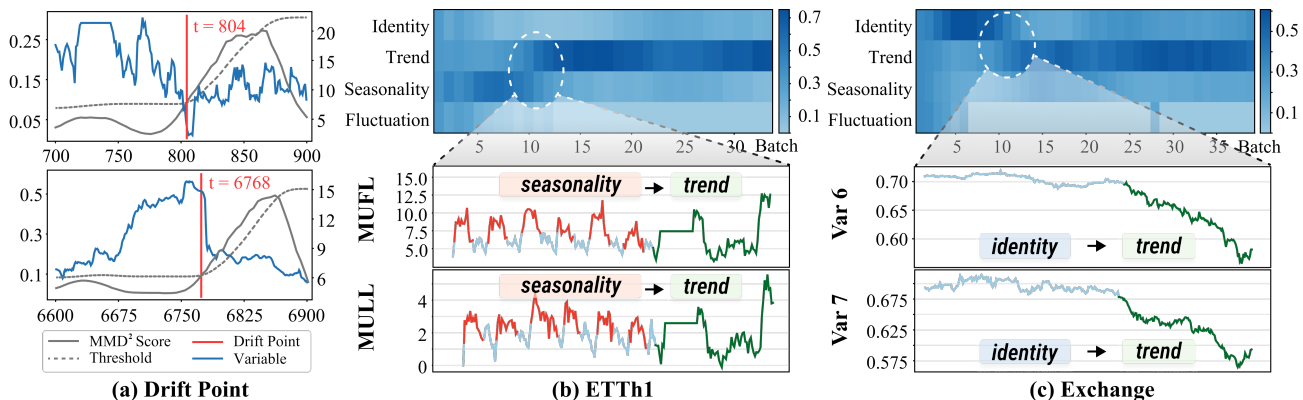 t = 804
0.25
0.15
0.05
20
15
10
5
700
750
800
850
900
t = 6768
0.5
0.3
0.1
15
12
9
6
6600
6675
6750
6825
6900
MMD² Score
Drift Point
Threshold
Variable
(a) Drift Point
Identity
Trend
Seasonality
Fluctuation
0.7
0.5
0.3
0.1
5
10
15
20
25
30
Batch
MUFL
15.0
12.5
10.0
7.5
5.0
seasonality
trend
MULL
4
2
0
seasonality
trend
(b) ETTh1
Identity
Trend
Seasonality
Fluctuation
0.5
0.3
0.1
5
10
15
20
25
30
35
Batch
Var 6
0.70
0.65
0.60
identity
trend
Var 7
0.675
0.625
0.575
identity
trend
(c) Exchange